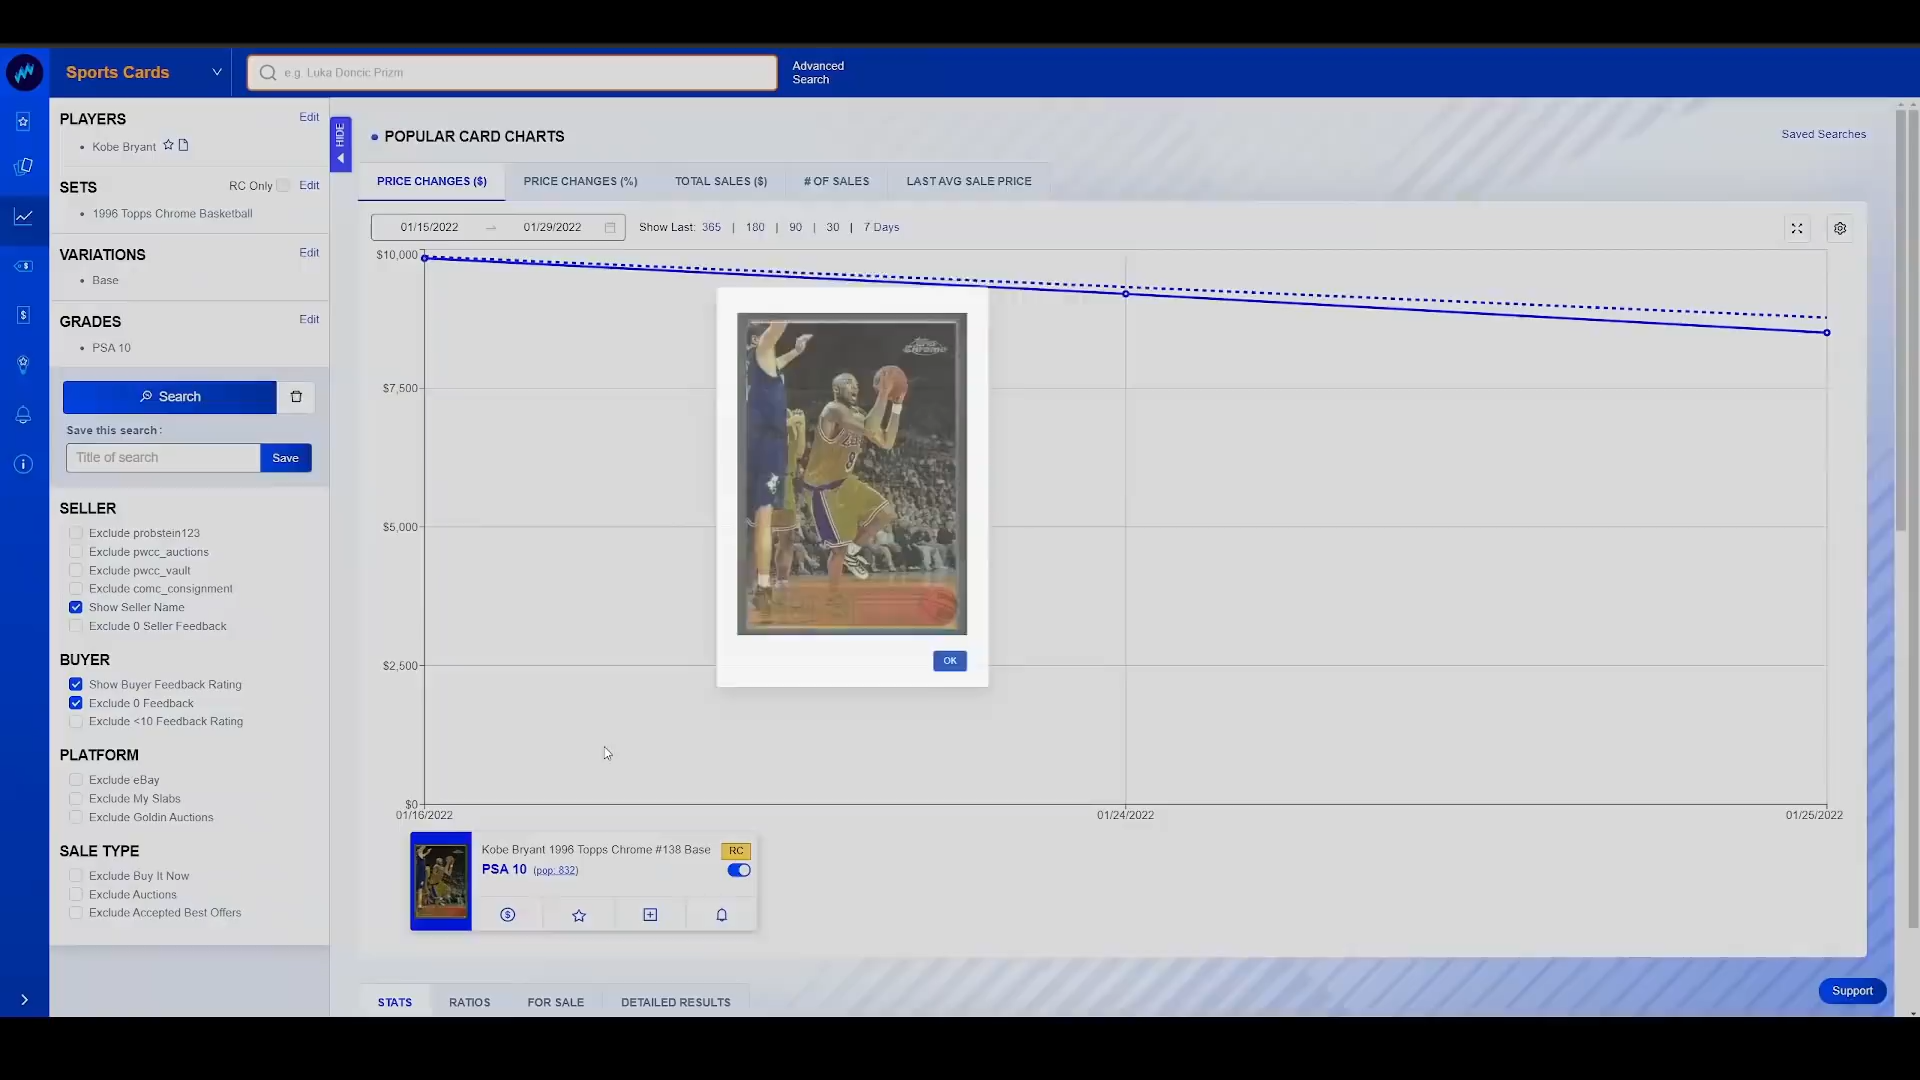 Sports Cards
e.g. Luka Doncic Prizm
Advanced
Search
PLAYERS
Edit
Kobe Bryant
SETS
RC Only
Edit
1996 Topps Chrome Basketball
VARIATIONS
Edit
Base
GRADES
Edit
PSA 10
Search
Save this search:
Title of search
Save
SELLER
Exclude probstein123
Exclude pwcc_auctions
Exclude pwcc_vault
Exclude comc_consignment
Show Seller Name
Exclude 0 Seller Feedback
BUYER
Show Buyer Feedback Rating
Exclude 0 Feedback
Exclude <10 Feedback Rating
PLATFORM
Exclude eBay
Exclude My Slabs
Exclude Goldin Auctions
SALE TYPE
Exclude Buy It Now
Exclude Auctions
Exclude Accepted Best Offers
HIDE
POPULAR CARD CHARTS
Saved Searches
PRICE CHANGES ($)
PRICE CHANGES (%)
TOTAL SALES ($)
# OF SALES
LAST AVG SALE PRICE
01/15/2022 → 01/29/2022
Show Last: 365 | 180 | 90 | 30 | 7 Days
$10,000
$7,500
$5,000
$2,500
$0
01/16/2022
01/24/2022
01/25/2022
Topps
Chrome
8
OK
Kobe Bryant 1996 Topps Chrome #138 Base
RC
PSA 10 (pop: 832)
STATS
RATIOS
FOR SALE
DETAILED RESULTS
Support